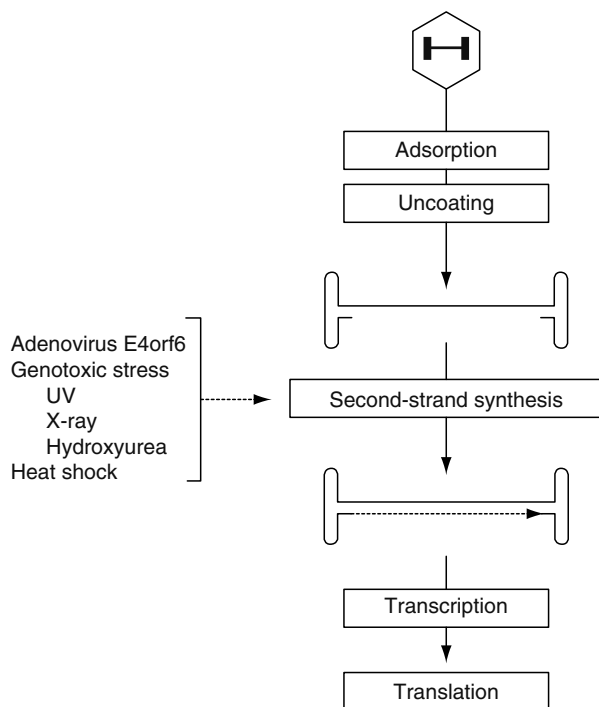 Adsorption
Uncoating
Adenovirus E4orf6
Genotoxic stress
UV
X-ray
Hydroxyurea
Heat shock
Second-strand synthesis
Transcription
Translation